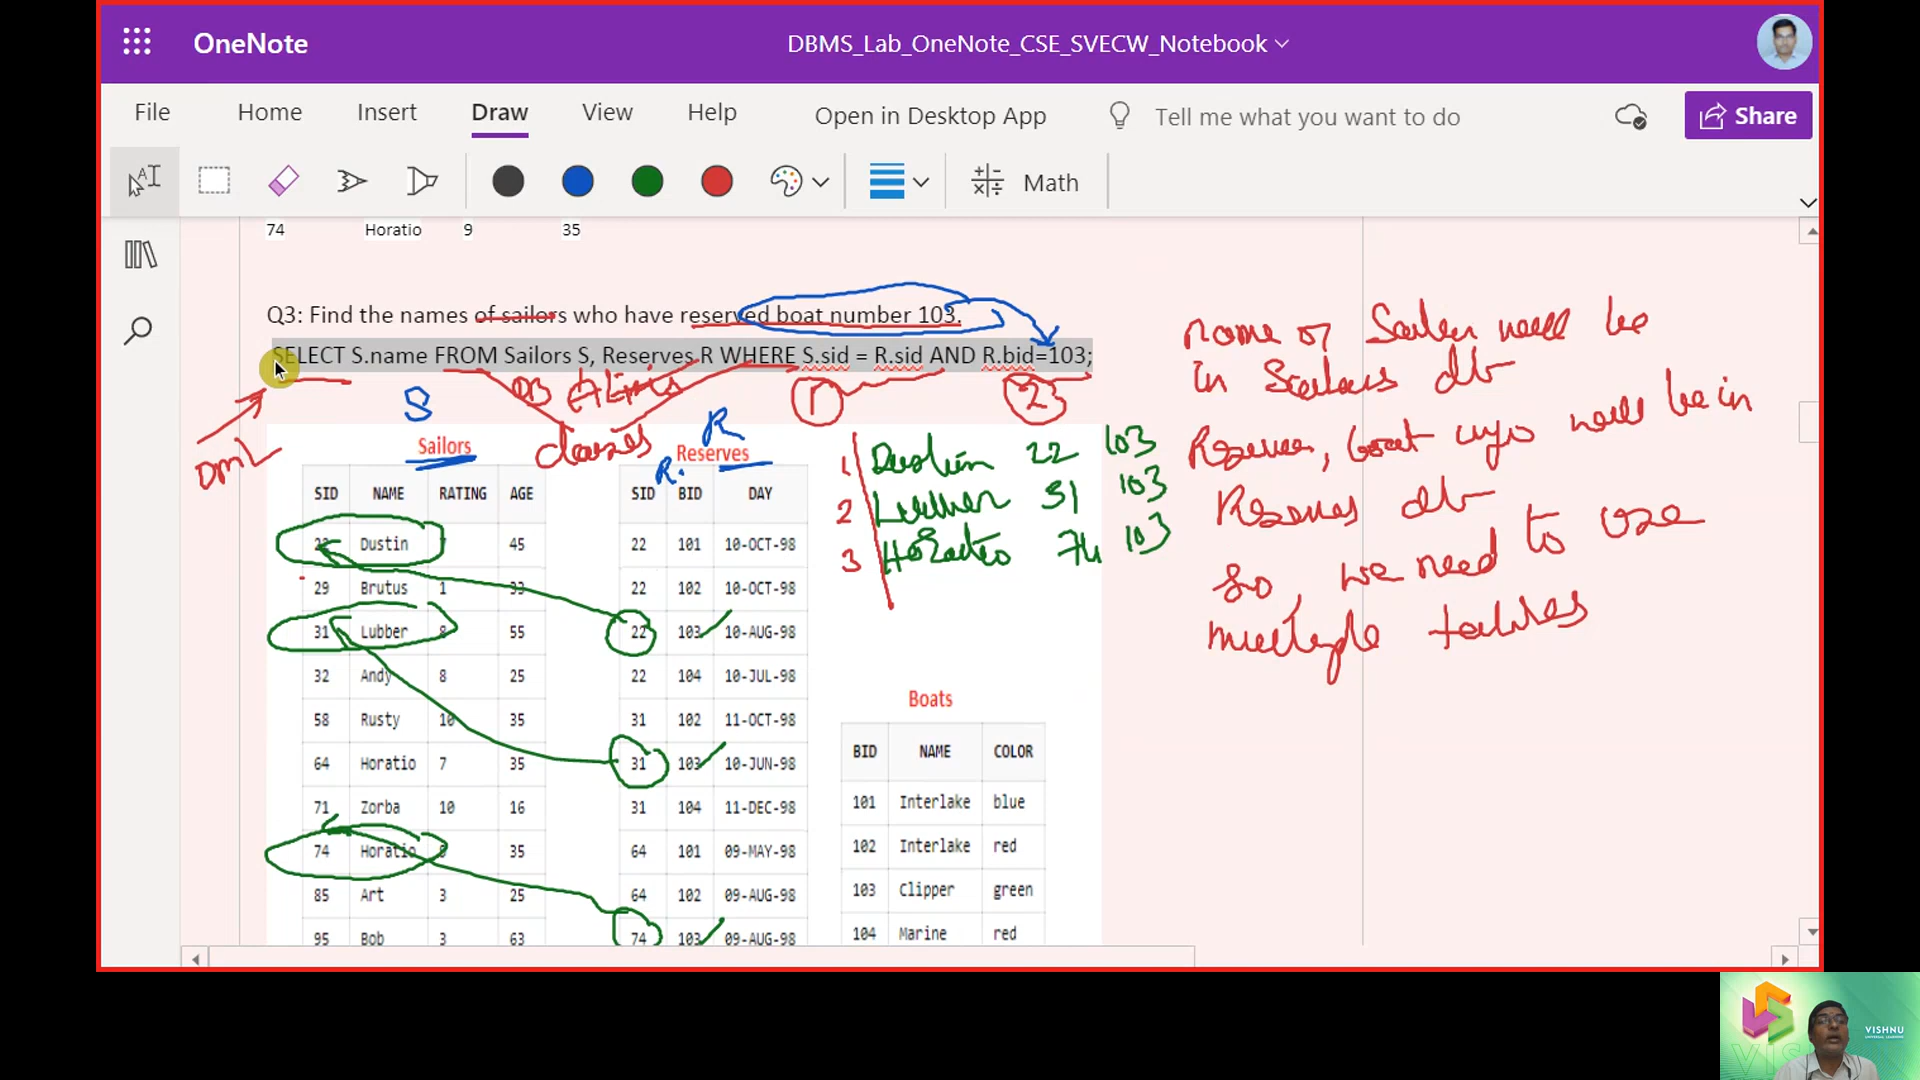 OneNote
DBMS_Lab_OneNote_CSE_SVECW_Notebook
File Home Insert Draw View Help Open in Desktop App Tell me what you want to do Share
Math
74 Horatio 9 35
Q3: Find the names of sailors who have reserved boat number 103.
SELECT S.name FROM Sailors S, Reserves R WHERE S.sid = R.sid AND R.bid=103;
name of Sailor will be
in Sailors db
Reserves, boat info will be in
Reserves db
So, we need to use
multiple tables
DML
clauses
1
2
S
R
R.
Sailors
SID NAME RATING AGE
22 Dustin 7 45
29 Brutus 1 33
31 Lubber 8 55
32 Andy 8 25
58 Rusty 10 35
64 Horatio 7 35
71 Zorba 10 16
74 Horatio 9 35
85 Art 3 25
95 Bob 3 63
Reserves
SID BID DAY
22 101 10-OCT-98
22 102 10-OCT-98
22 103 10-AUG-98
22 104 10-JUL-98
31 102 11-OCT-98
31 103 10-JUN-98
31 104 11-DEC-98
64 101 09-MAY-98
64 102 09-AUG-98
74 103 09-AUG-98
1 Dustin 22 103
2 Lubber 31 103
3 Horatio 74 103
Boats
BID NAME COLOR
101 Interlake blue
102 Interlake red
103 Clipper green
104 Marine red
VISHNU
UNIVERSAL LEARNING